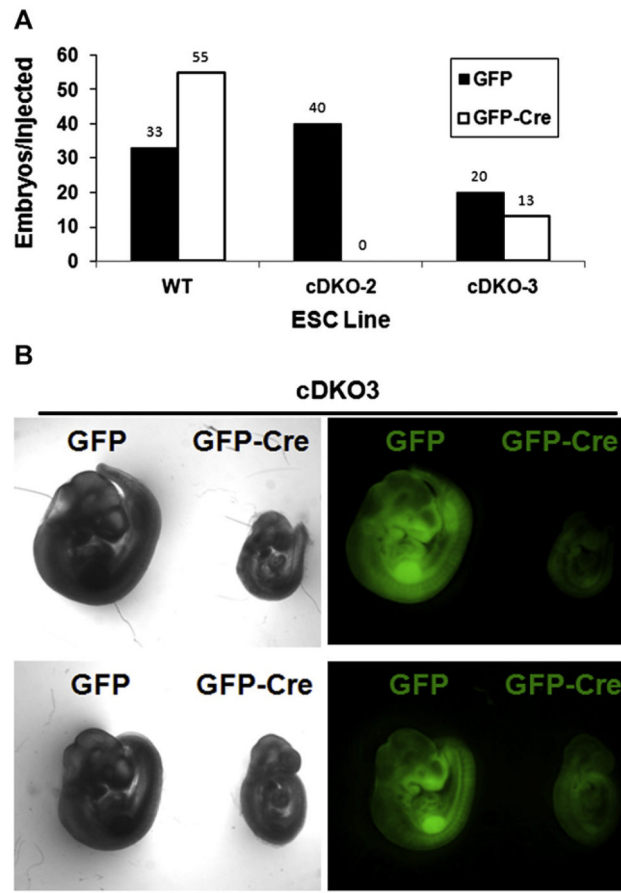 A
Embryos/Injected
60
50
40
30
20
10
0
33
55
40
0
20
13
GFP
GFP-Cre
WT
cDKO-2
cDKO-3
ESC Line
B
cDKO3
GFP
GFP-Cre
GFP
GFP-Cre
GFP
GFP-Cre
GFP
GFP-Cre